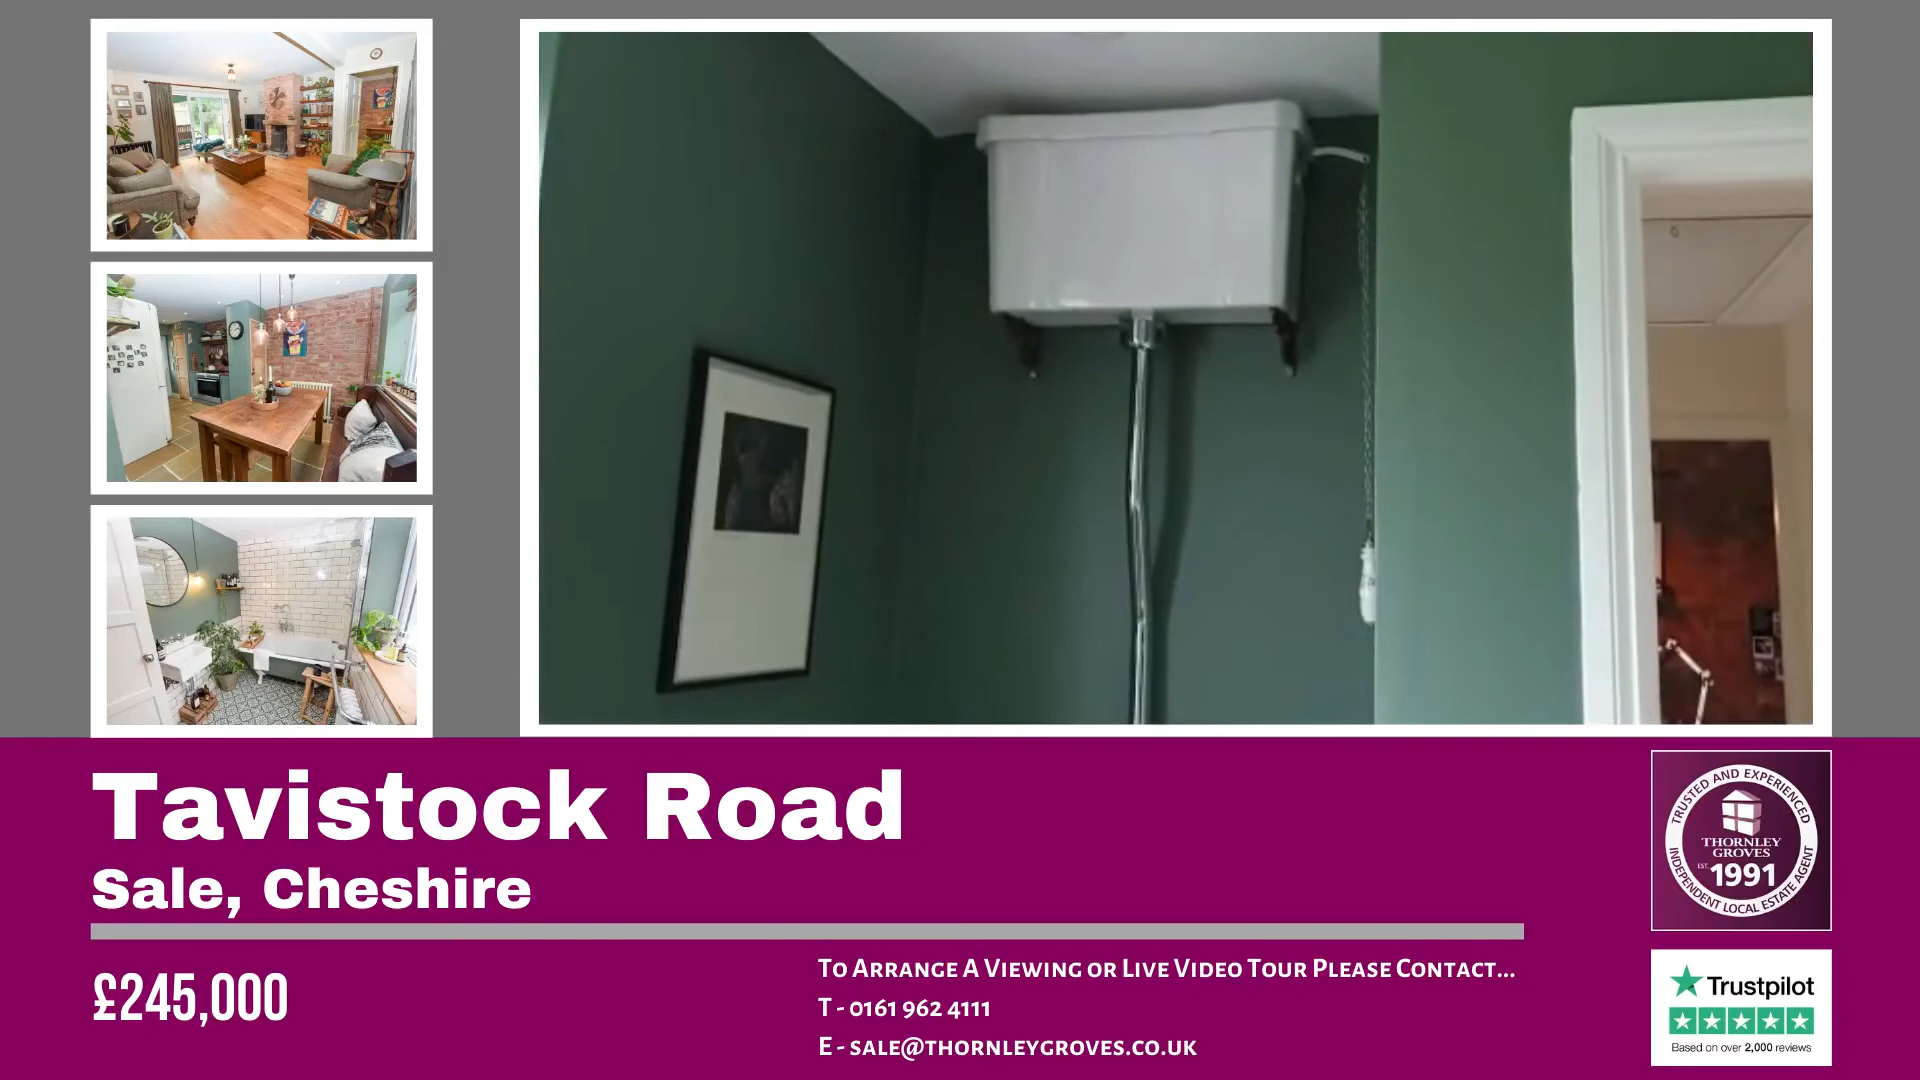 Tavistock Road
Sale, Cheshire
£245,000
To Arrange A Viewing or Live Video Tour Please Contact...
T - 0161 962 4111
E - sale@thornleygroves.co.uk
TRUSTED AND EXPERIENCED
THORNLEY
GROVES
EST. 1991
INDEPENDENT LOCAL ESTATE AGENT
Trustpilot
Based on over 2,000 reviews